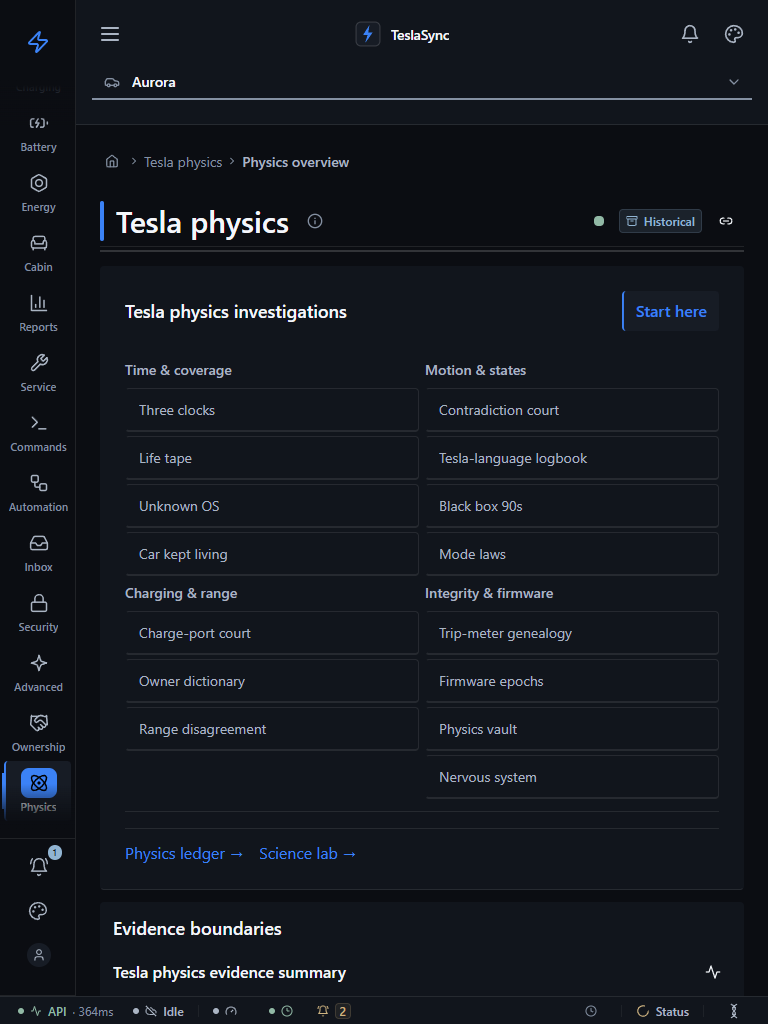 TeslaSync
Aurora
Charging
Battery
Energy
Cabin
Reports
Service
Commands
Automation
Inbox
Security
Advanced
Ownership
Physics
1
Tesla physics
Physics overview
Tesla physics
Historical
Tesla physics investigations
Start here
Time & coverage
Three clocks
Life tape
Unknown OS
Car kept living
Motion & states
Contradiction court
Tesla-language logbook
Black box 90s
Mode laws
Charging & range
Charge-port court
Owner dictionary
Range disagreement
Integrity & firmware
Trip-meter genealogy
Firmware epochs
Physics vault
Nervous system
Physics ledger → Science lab →
Evidence boundaries
Tesla physics evidence summary
API · 364ms Idle 2 Status